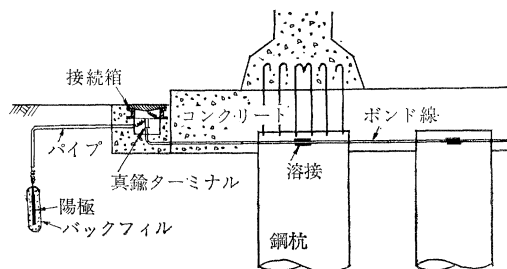 接続箱
コンクリート
ボンド線
パイプ
真鍮ターミナル
溶接
陽極
バックフィル
鋼杭